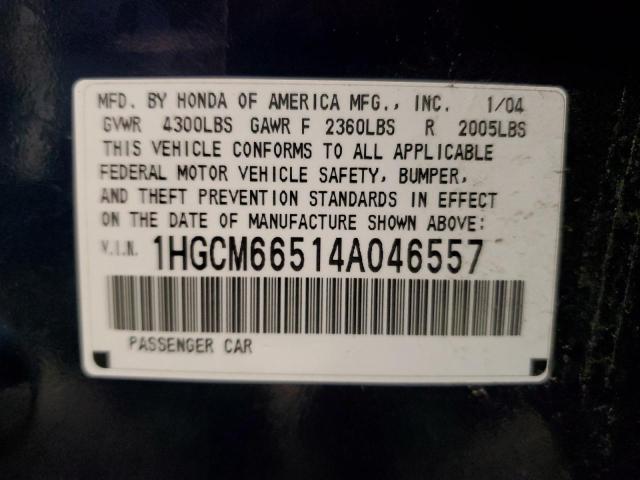 MFD. BY HONDA OF AMERICA MFG., INC. 1/04
GVWR 4300LBS GAWR F 2360LBS R 2005LBS
THIS VEHICLE CONFORMS TO ALL APPLICABLE
FEDERAL MOTOR VEHICLE SAFETY, BUMPER,
AND THEFT PREVENTION STANDARDS IN EFFECT
ON THE DATE OF MANUFACTURE SHOWN ABOVE:
V.I.N. 1HGCM66514A046557
PASSENGER CAR